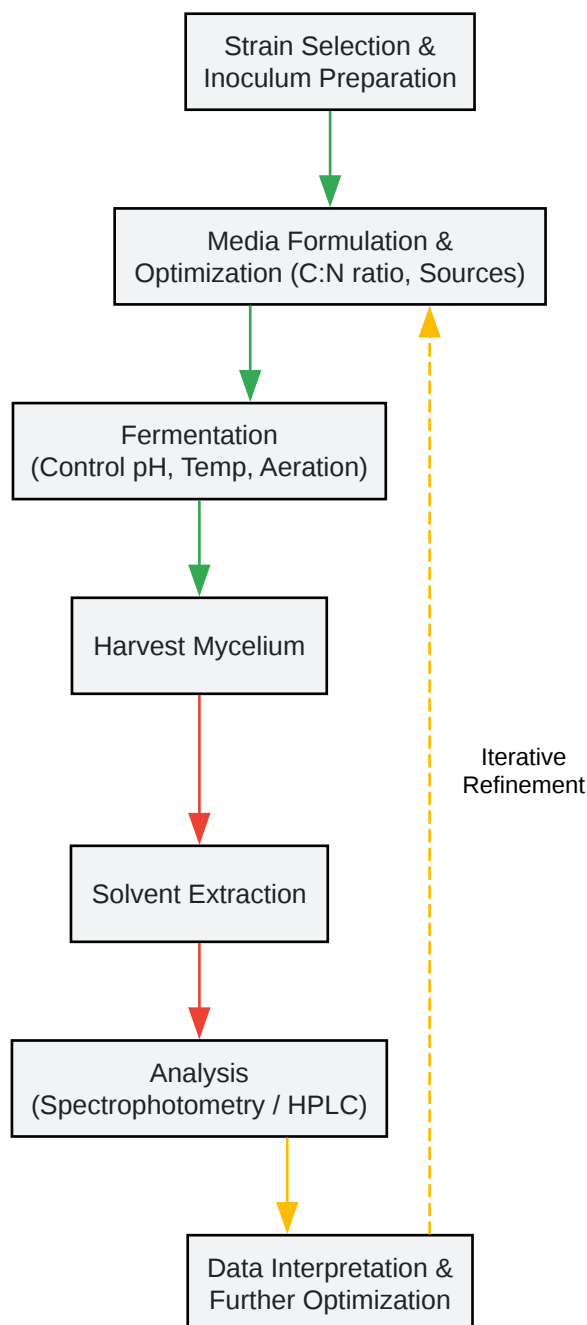 Strain Selection &
Inoculum Preparation
Media Formulation &
Optimization (C:N ratio, Sources)
Fermentation
(Control pH, Temp, Aeration)
Harvest Mycelium
Iterative
Refinement
Solvent Extraction
Analysis
(Spectrophotometry / HPLC)
Data Interpretation &
Further Optimization